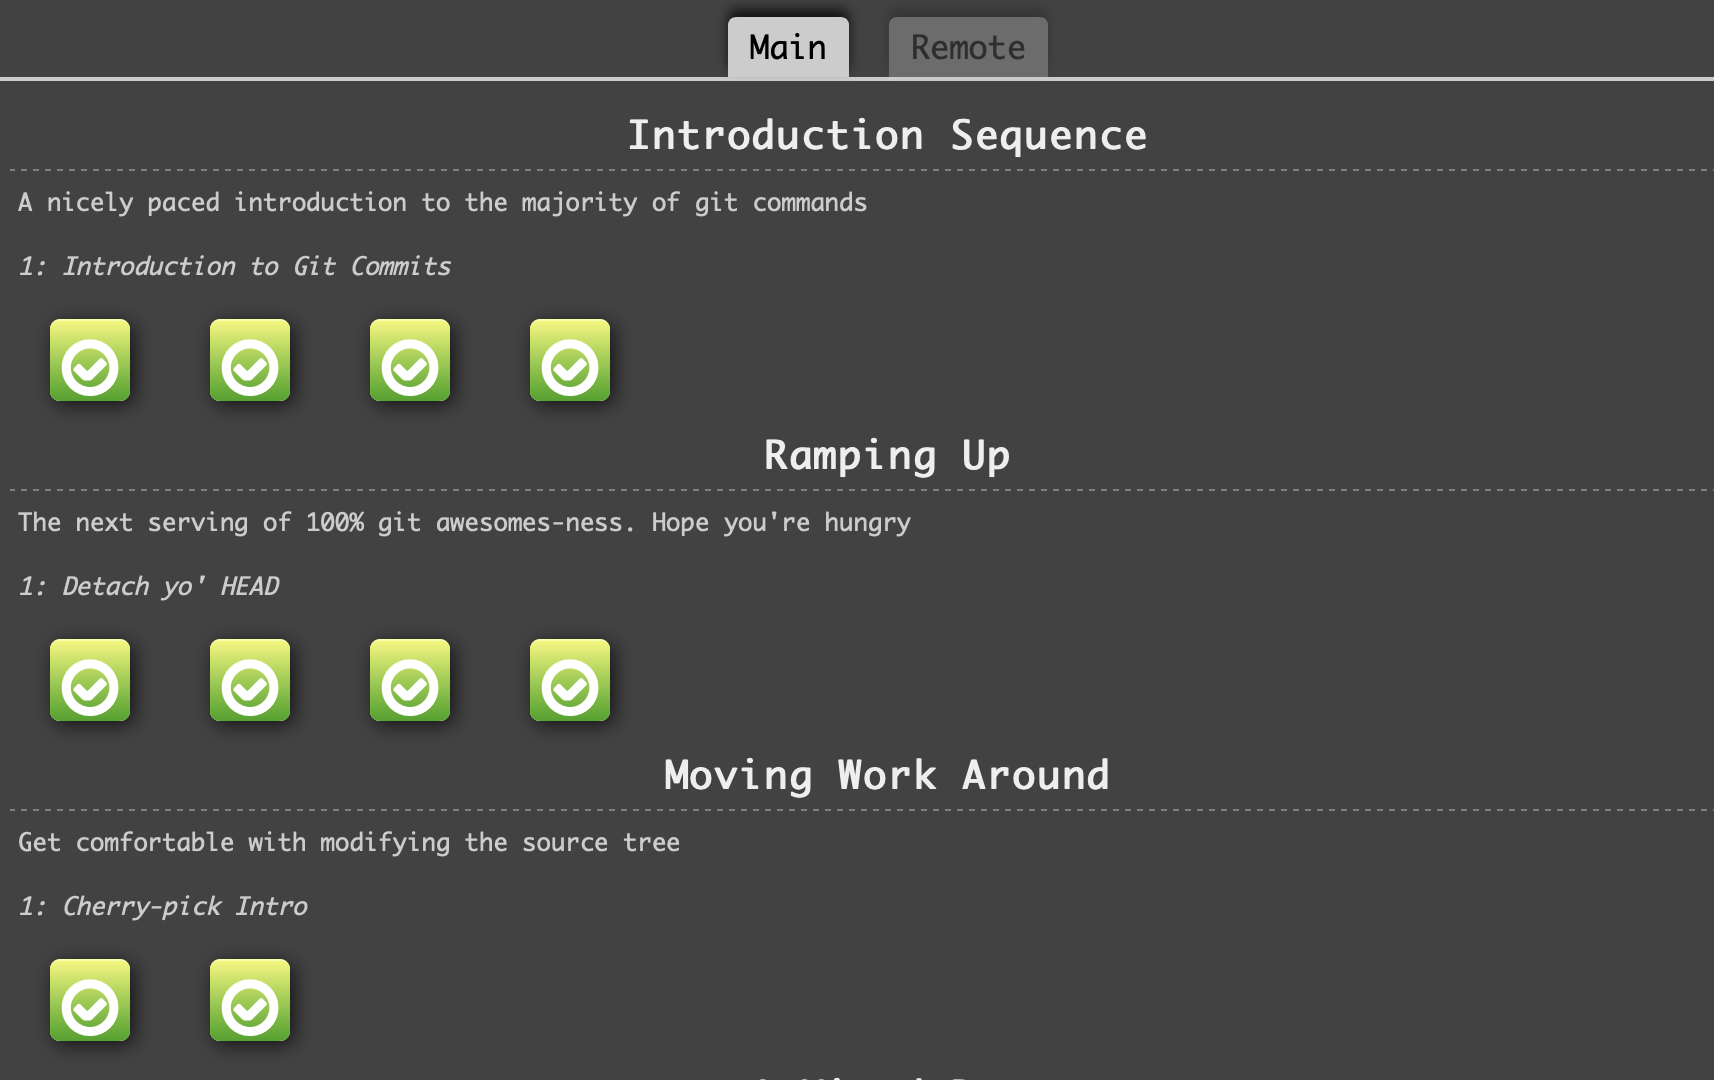 Main Remote
Introduction Sequence
A nicely paced introduction to the majority of git commands
1: Introduction to Git Commits
Ramping Up
The next serving of 100% git awesomes-ness. Hope you're hungry
1: Detach yo' HEAD
Moving Work Around
Get comfortable with modifying the source tree
1: Cherry-pick Intro